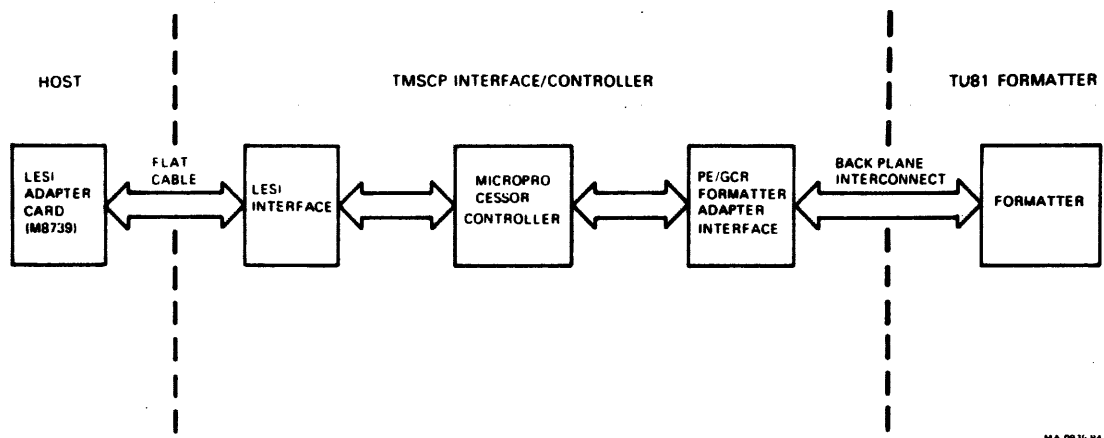 HOST
TMSCP INTERFACE/CONTROLLER
TU81 FORMATTER
LESI
ADAPTER
CARD
(M8739)
FLAT
CABLE
LESI
INTERFACE
MICROPRO
CESSOR
CONTROLLER
PE/GCR
FORMATTER
ADAPTER
INTERFACE
BACK PLANE
INTERCONNECT
FORMATTER